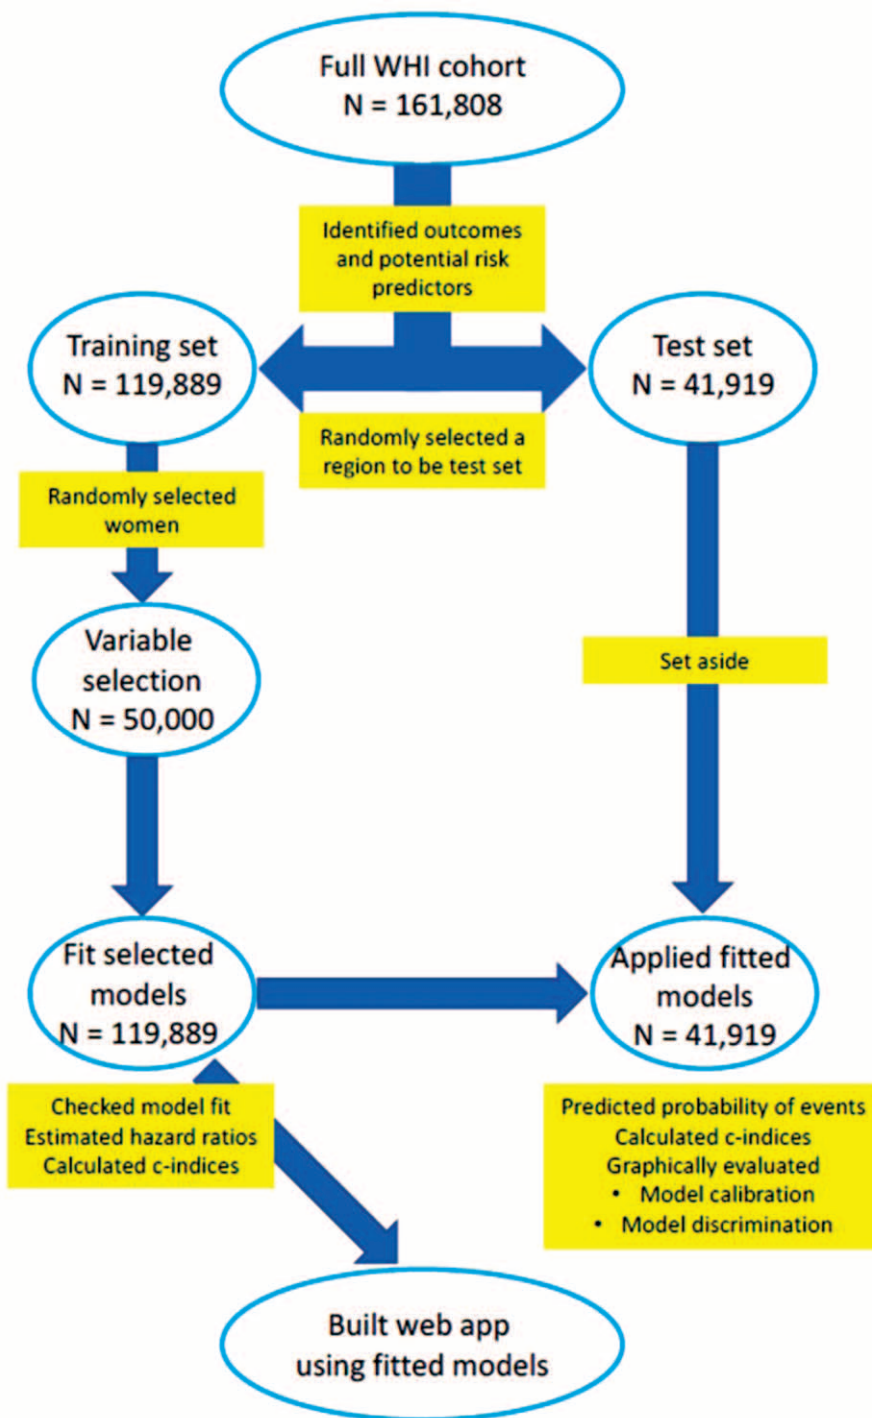 Full WHI cohort
N = 161,808
Identified outcomes
and potential risk
predictors
Training set
N = 119,889
Test set
N = 41,919
Randomly selected a
region to be test set
Randomly selected
women
Variable
selection
N = 50,000
Set aside
Fit selected
models
N = 119,889
Applied fitted
models
N = 41,919
Checked model fit
Estimated hazard ratios
Calculated c-indices
Predicted probability of events
Calculated c-indices
Graphically evaluated
• Model calibration
• Model discrimination
Built web app
using fitted models